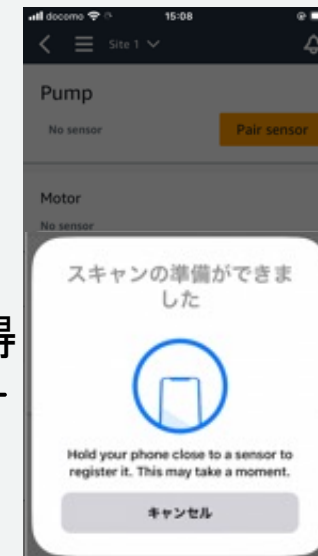 docomo 15:08
Site 1
Pump
No sensor
Pair sensor
Motor
No sensor
スキャンの準備ができま
した
得
Hold your phone close to a sensor to
register it. This may take a moment.
キャンセル